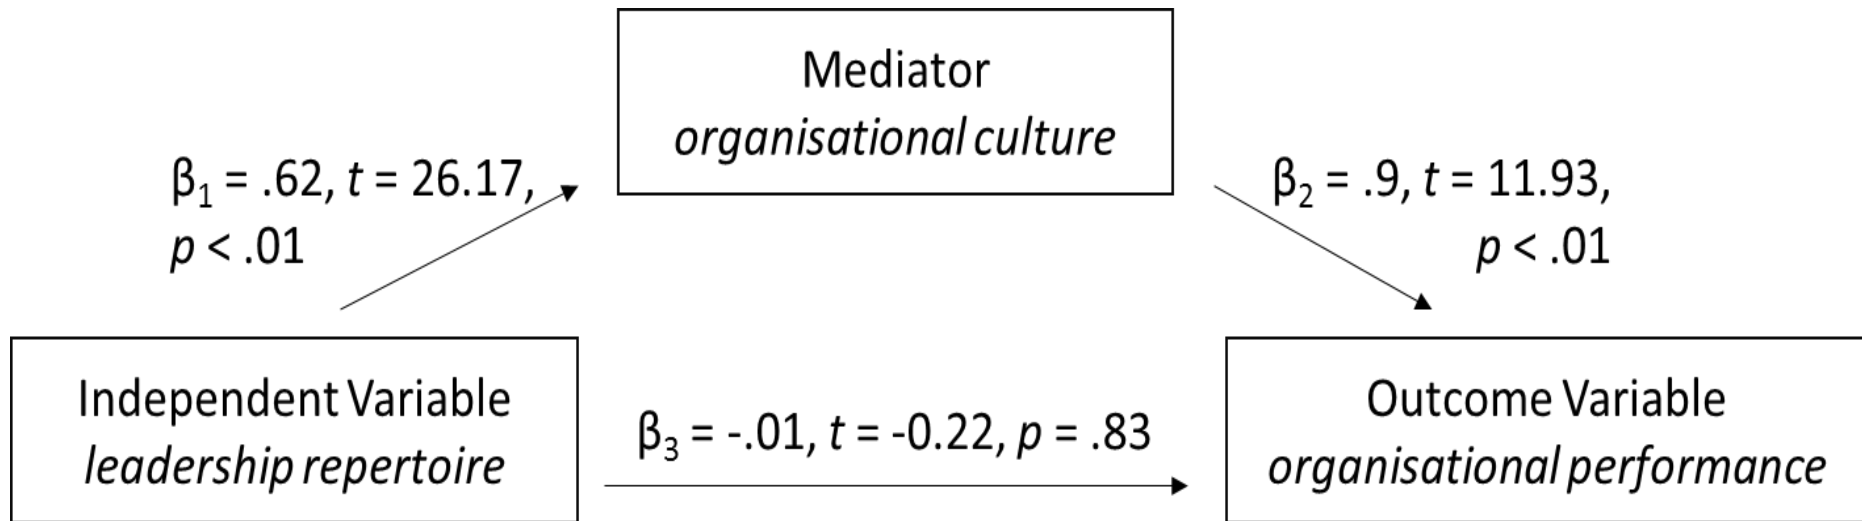 Mediator
organisational culture
β₁ = .62, t = 26.17,
p < .01
β₂ = .9, t = 11.93,
p < .01
Independent Variable
leadership repertoire
β₃ = -.01, t = -0.22, p = .83
Outcome Variable
organisational performance